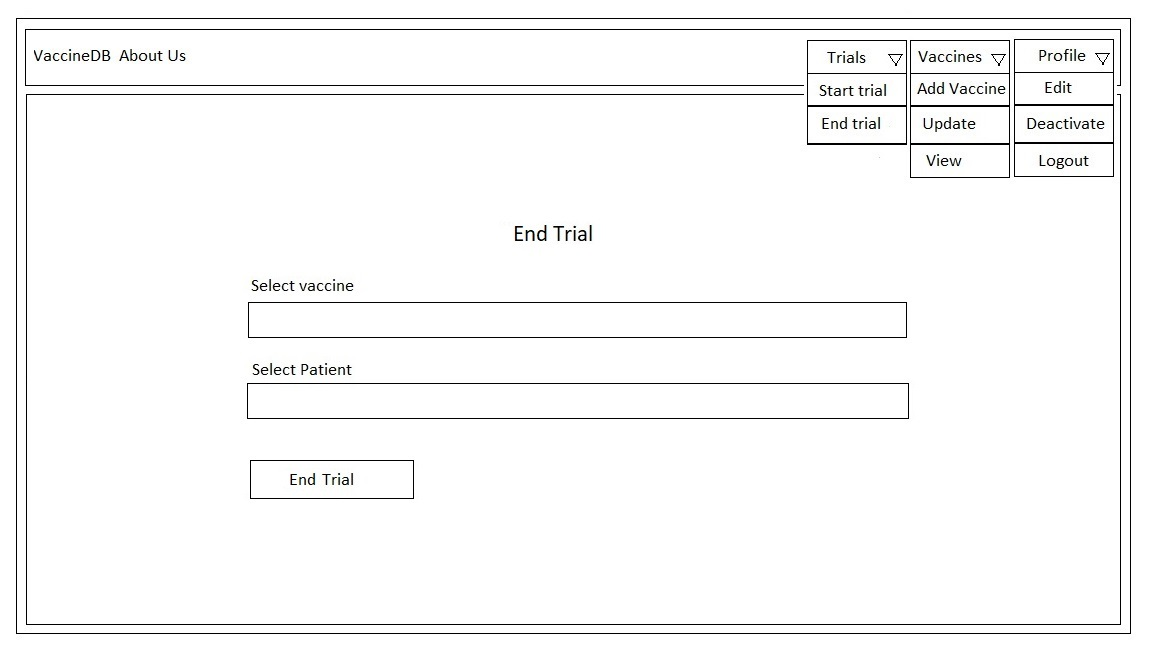 VaccineDB About Us
Trials
Start trial
End trial
Vaccines
Add Vaccine
Update
View
Profile
Edit
Deactivate
Logout
End Trial
Select vaccine
Select Patient
End Trial